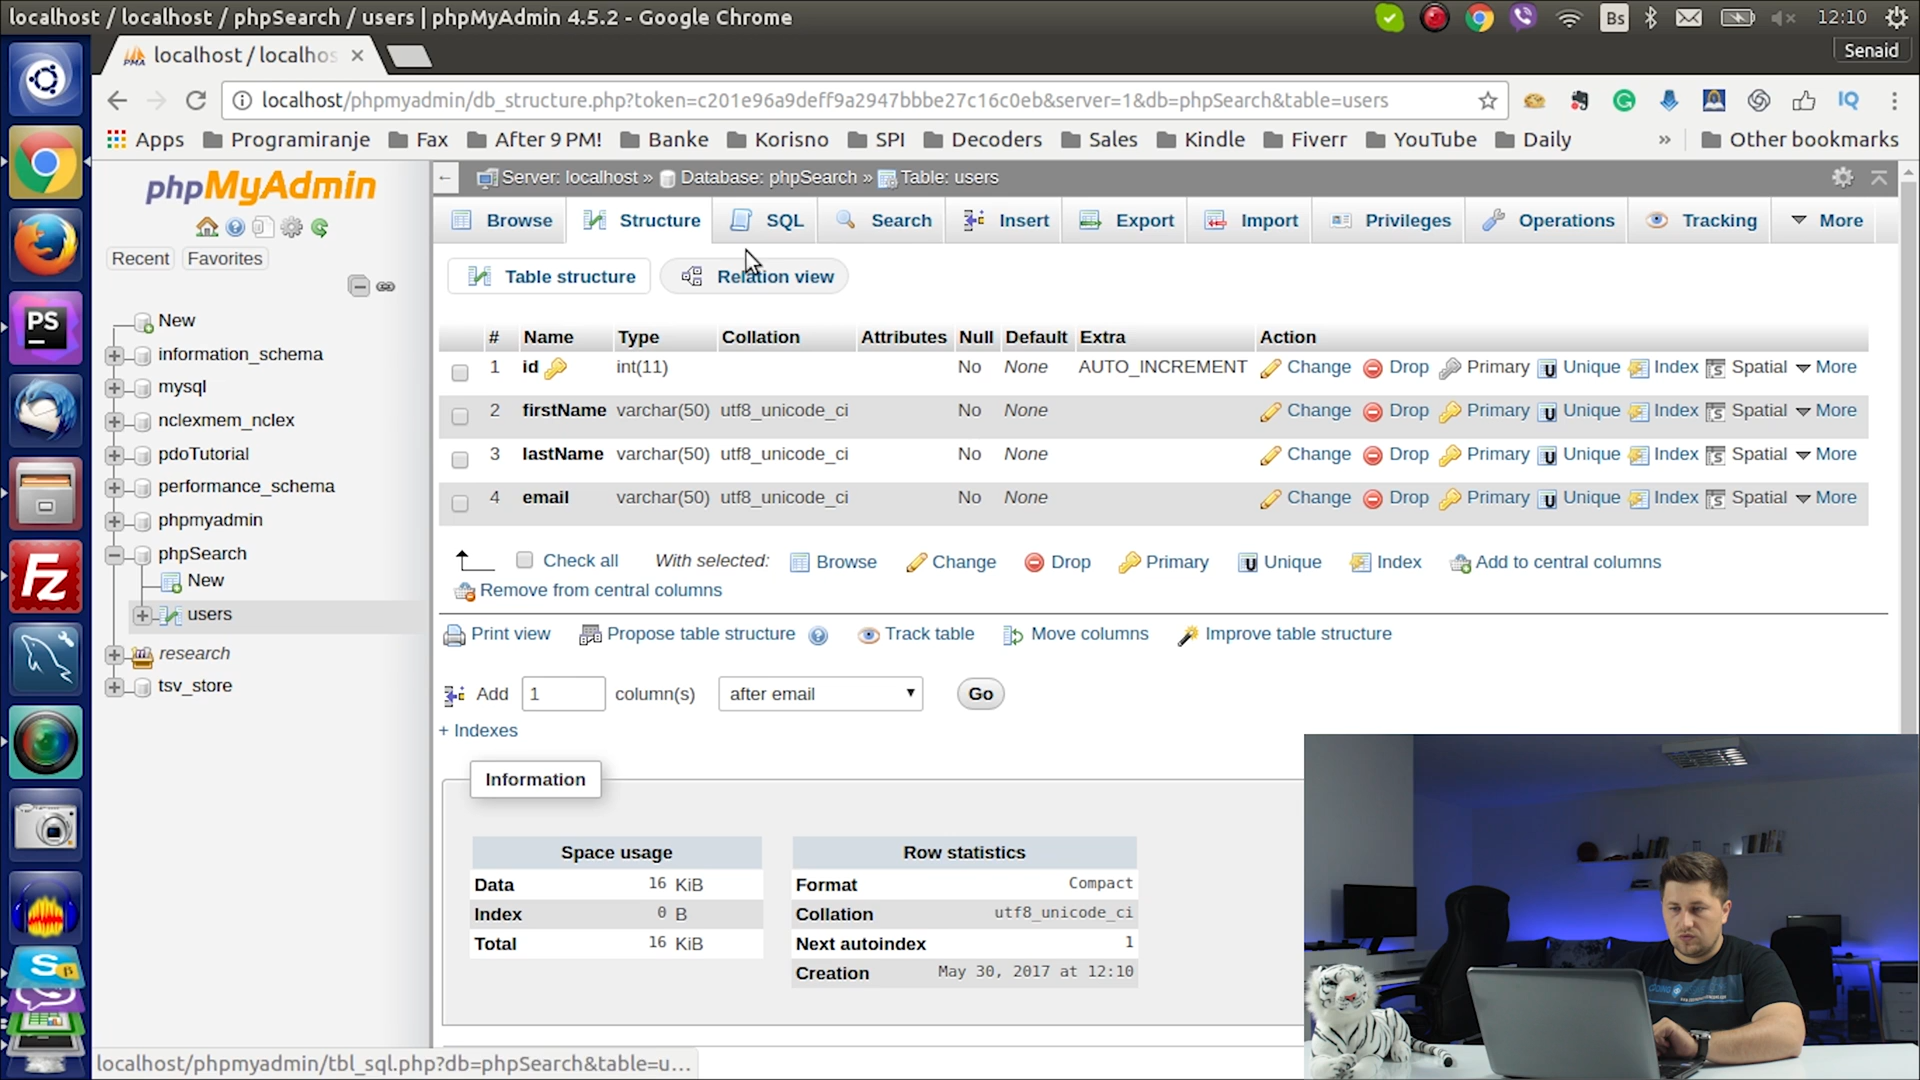 localhost / localhost / phpSearch / users | phpMyAdmin 4.5.2 - Google Chrome
Bs
12:10
localhost / localhos
Senaid
localhost/phpmyadmin/db_structure.php?token=c201e96a9deff9a2947bbbe27c16c0eb&server=1&db=phpSearch&table=users
IQ
Apps Programiranje Fax After 9 PM! Banke Korisno SPI Decoders Sales Kindle Fiverr YouTube Daily » Other bookmarks
phpMyAdmin
Recent Favorites
New
information_schema
mysql
nclexmem_nclex
pdoTutorial
performance_schema
phpmyadmin
phpSearch
New
users
research
tsv_store
Server: localhost » Database: phpSearch » Table: users
Browse Structure SQL Search Insert Export Import Privileges Operations Tracking More
Table structure Relation view
# Name Type Collation Attributes Null Default Extra Action
1 id int(11) No None AUTO_INCREMENT Change Drop Primary Unique Index Spatial More
2 firstName varchar(50) utf8_unicode_ci No None Change Drop Primary Unique Index Spatial More
3 lastName varchar(50) utf8_unicode_ci No None Change Drop Primary Unique Index Spatial More
4 email varchar(50) utf8_unicode_ci No None Change Drop Primary Unique Index Spatial More
Check all With selected: Browse Change Drop Primary Unique Index Add to central columns
Remove from central columns
Print view Propose table structure Track table Move columns Improve table structure
Add 1 column(s) after email Go
+ Indexes
Information
Space usage
Data 16 KiB
Index 0 B
Total 16 KiB
Row statistics
Format Compact
Collation utf8_unicode_ci
Next autoindex 1
Creation May 30, 2017 at 12:10
localhost/phpmyadmin/tbl_sql.php?db=phpSearch&table=u...
PS
Fz